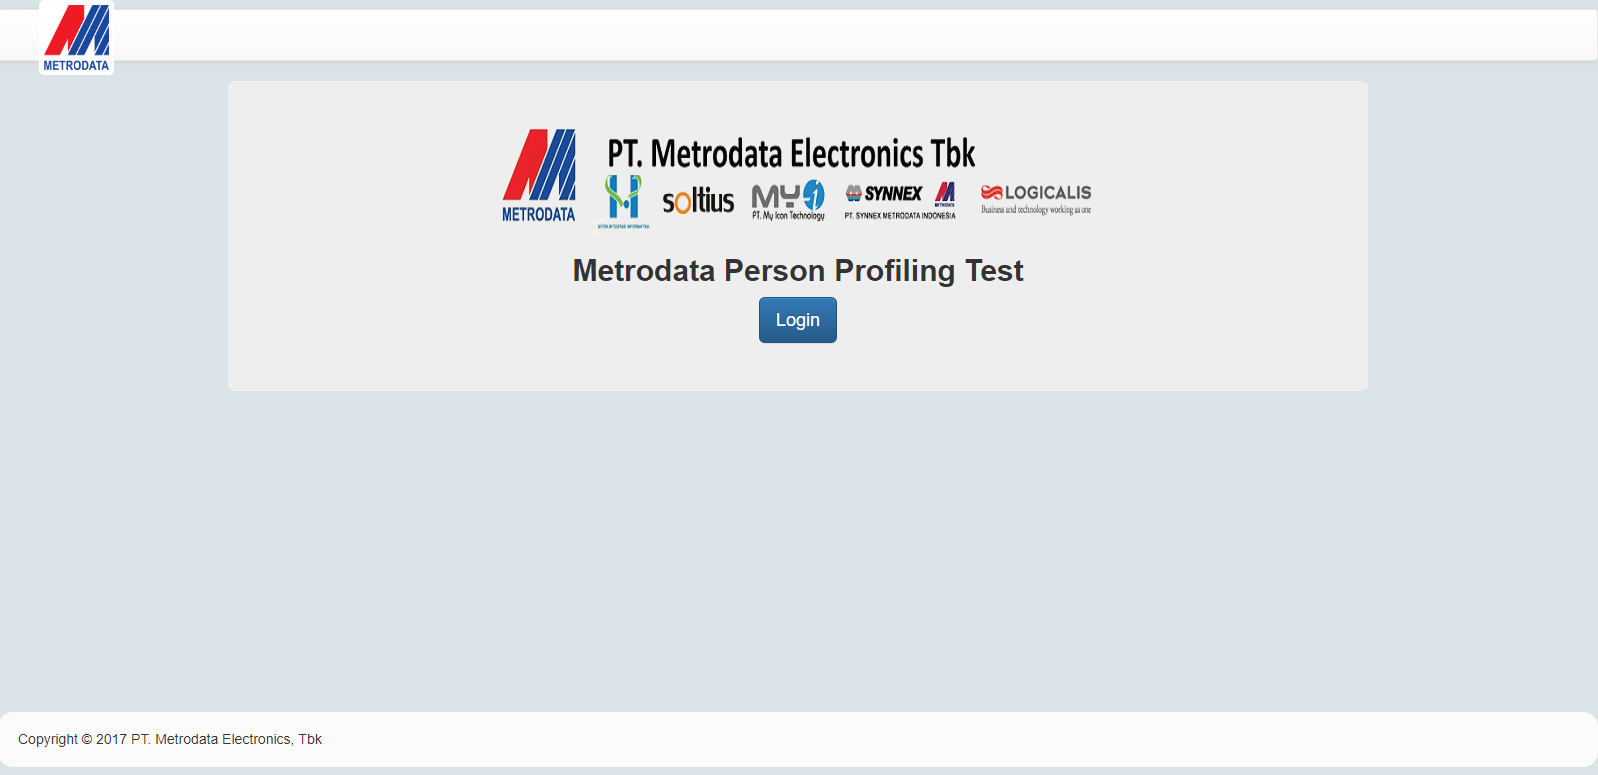 METRODATA
PT. Metrodata Electronics Tbk
METRODATA
MITRA INTEGRASI INFORMATIKA
soltius
MY-i
PT. My Icon Technology
SYNNEX
METRODATA
PT. SYNNEX METRODATA INDONESIA
LOGICALIS
Business and technology working as one
Metrodata Person Profiling Test
Login
Copyright © 2017 PT. Metrodata Electronics, Tbk